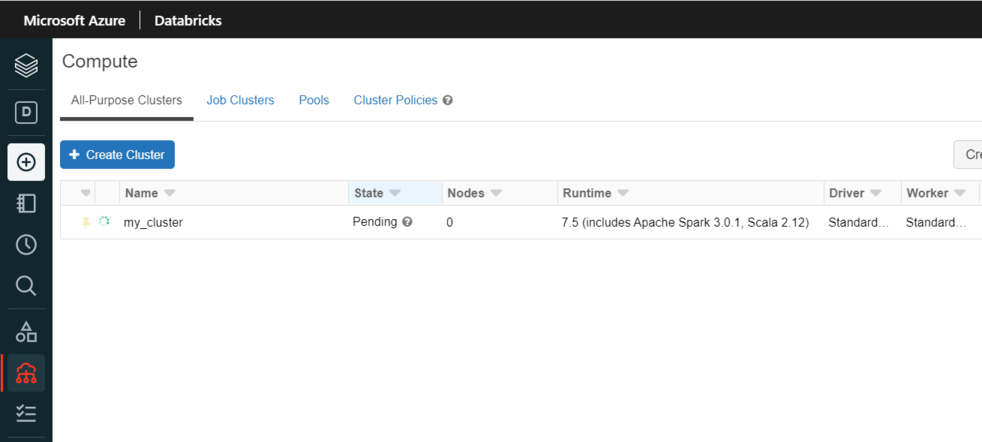 Microsoft Azure Databricks
Compute
D
All-Purpose Clusters Job Clusters Pools Cluster Policies ?
+ Create Cluster Cre
Name State Nodes Runtime Driver Worker
my_cluster Pending ? 0 7.5 (includes Apache Spark 3.0.1, Scala 2.12) Standard... Standard...